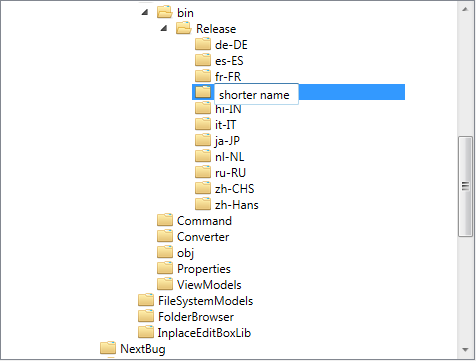 bin
Release
de-DE
es-ES
fr-FR
shorter name
hi-IN
it-IT
ja-JP
nl-NL
ru-RU
zh-CHS
zh-Hans
Command
Converter
obj
Properties
ViewModels
FileSystemModels
FolderBrowser
InplaceEditBoxLib
NextBug